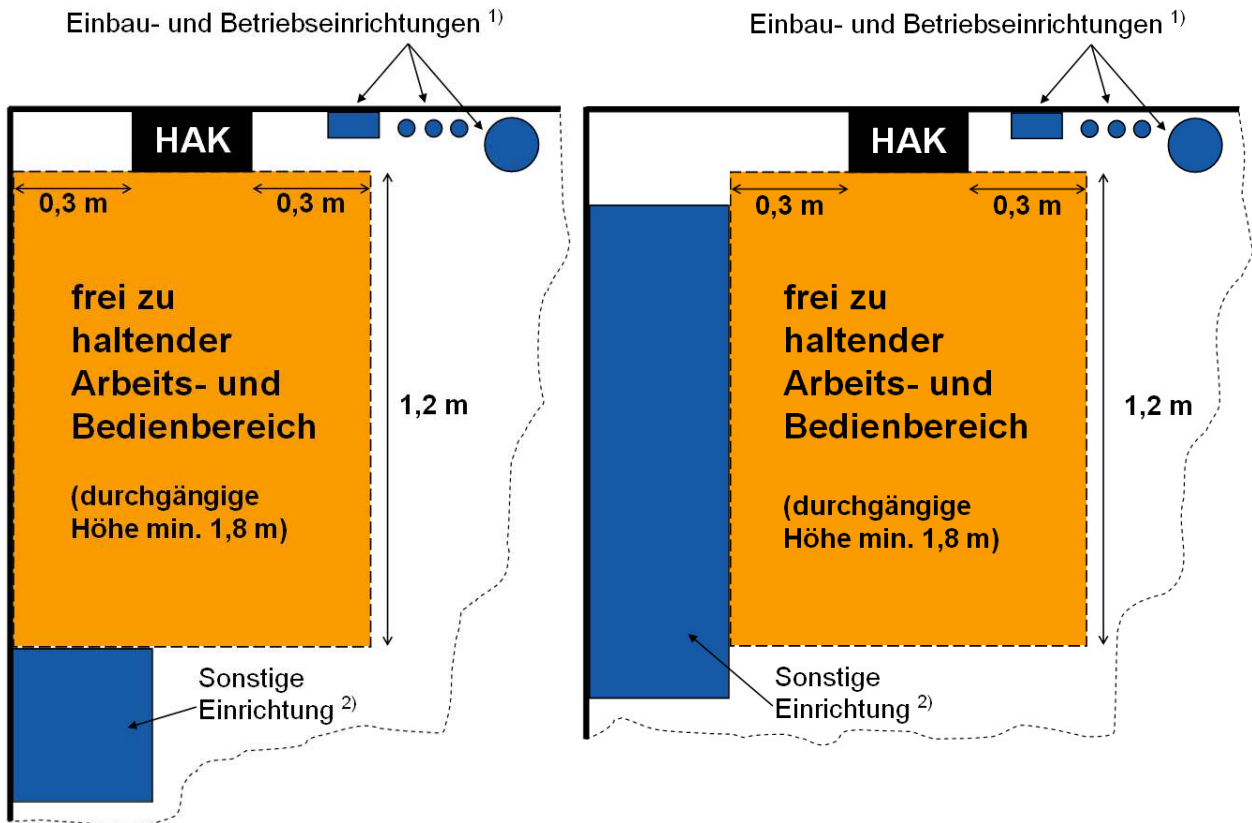 Einbau- und Betriebseinrichtungen 1)
HAK
0,3 m
0,3 m
frei zu
haltender
Arbeits- und
Bedienbereich
(durchgängige
Höhe min. 1,8 m)
1,2 m
Sonstige
Einrichtung 2)
Einbau- und Betriebseinrichtungen 1)
HAK
0,3 m
0,3 m
frei zu
haltender
Arbeits- und
Bedienbereich
(durchgängige
Höhe min. 1,8 m)
1,2 m
Sonstige
Einrichtung 2)